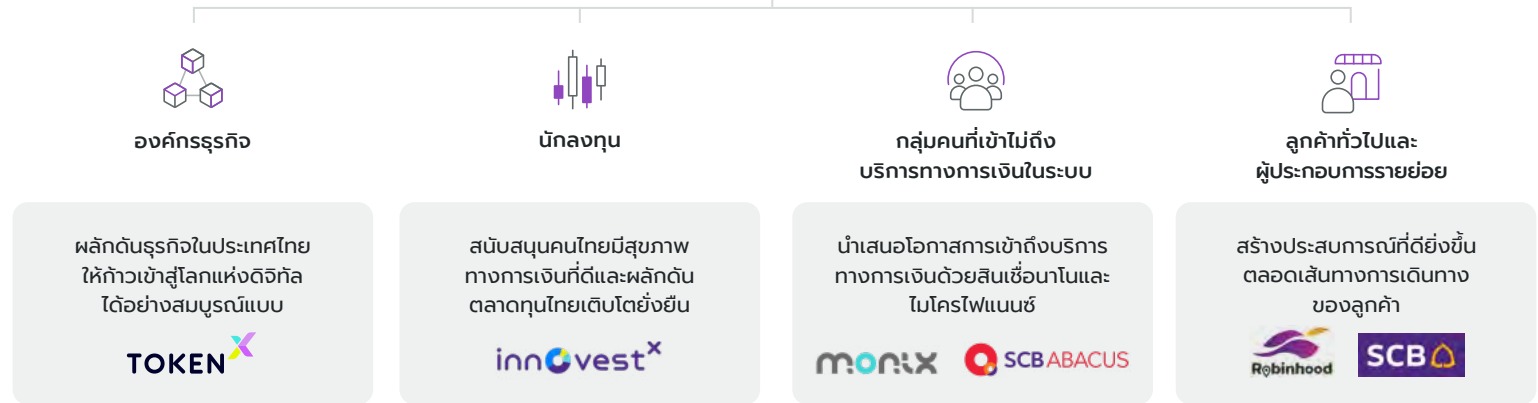 องค์กรธุรกิจ
ผลักดันธุรกิจในประเทศไทย
ให้ก้าวเข้าสู่โลกแห่งดิจิทัล
ได้อย่างสมบูรณ์แบบ
TOKEN X
นักลงทุน
สนับสนุนคนไทยมีสุขภาพ
ทางการเงินที่ดีและผลักดัน
ตลาดทุนไทยเติบโตยั่งยืน
innovest x
กลุ่มคนที่เข้าไม่ถึง
บริการทางการเงินในระบบ
นำเสนอโอกาสการเข้าถึงบริการ
ทางการเงินด้วยสินเชื่อนาโนและ
ไมโครไฟแนนซ์
monix
SCB ABACUS
ลูกค้าทั่วไปและ
ผู้ประกอบการรายย่อย
สร้างประสบการณ์ที่ดียิ่งขึ้น
ตลอดเส้นทางการเดินทาง
ของลูกค้า
Robinhood
SCB